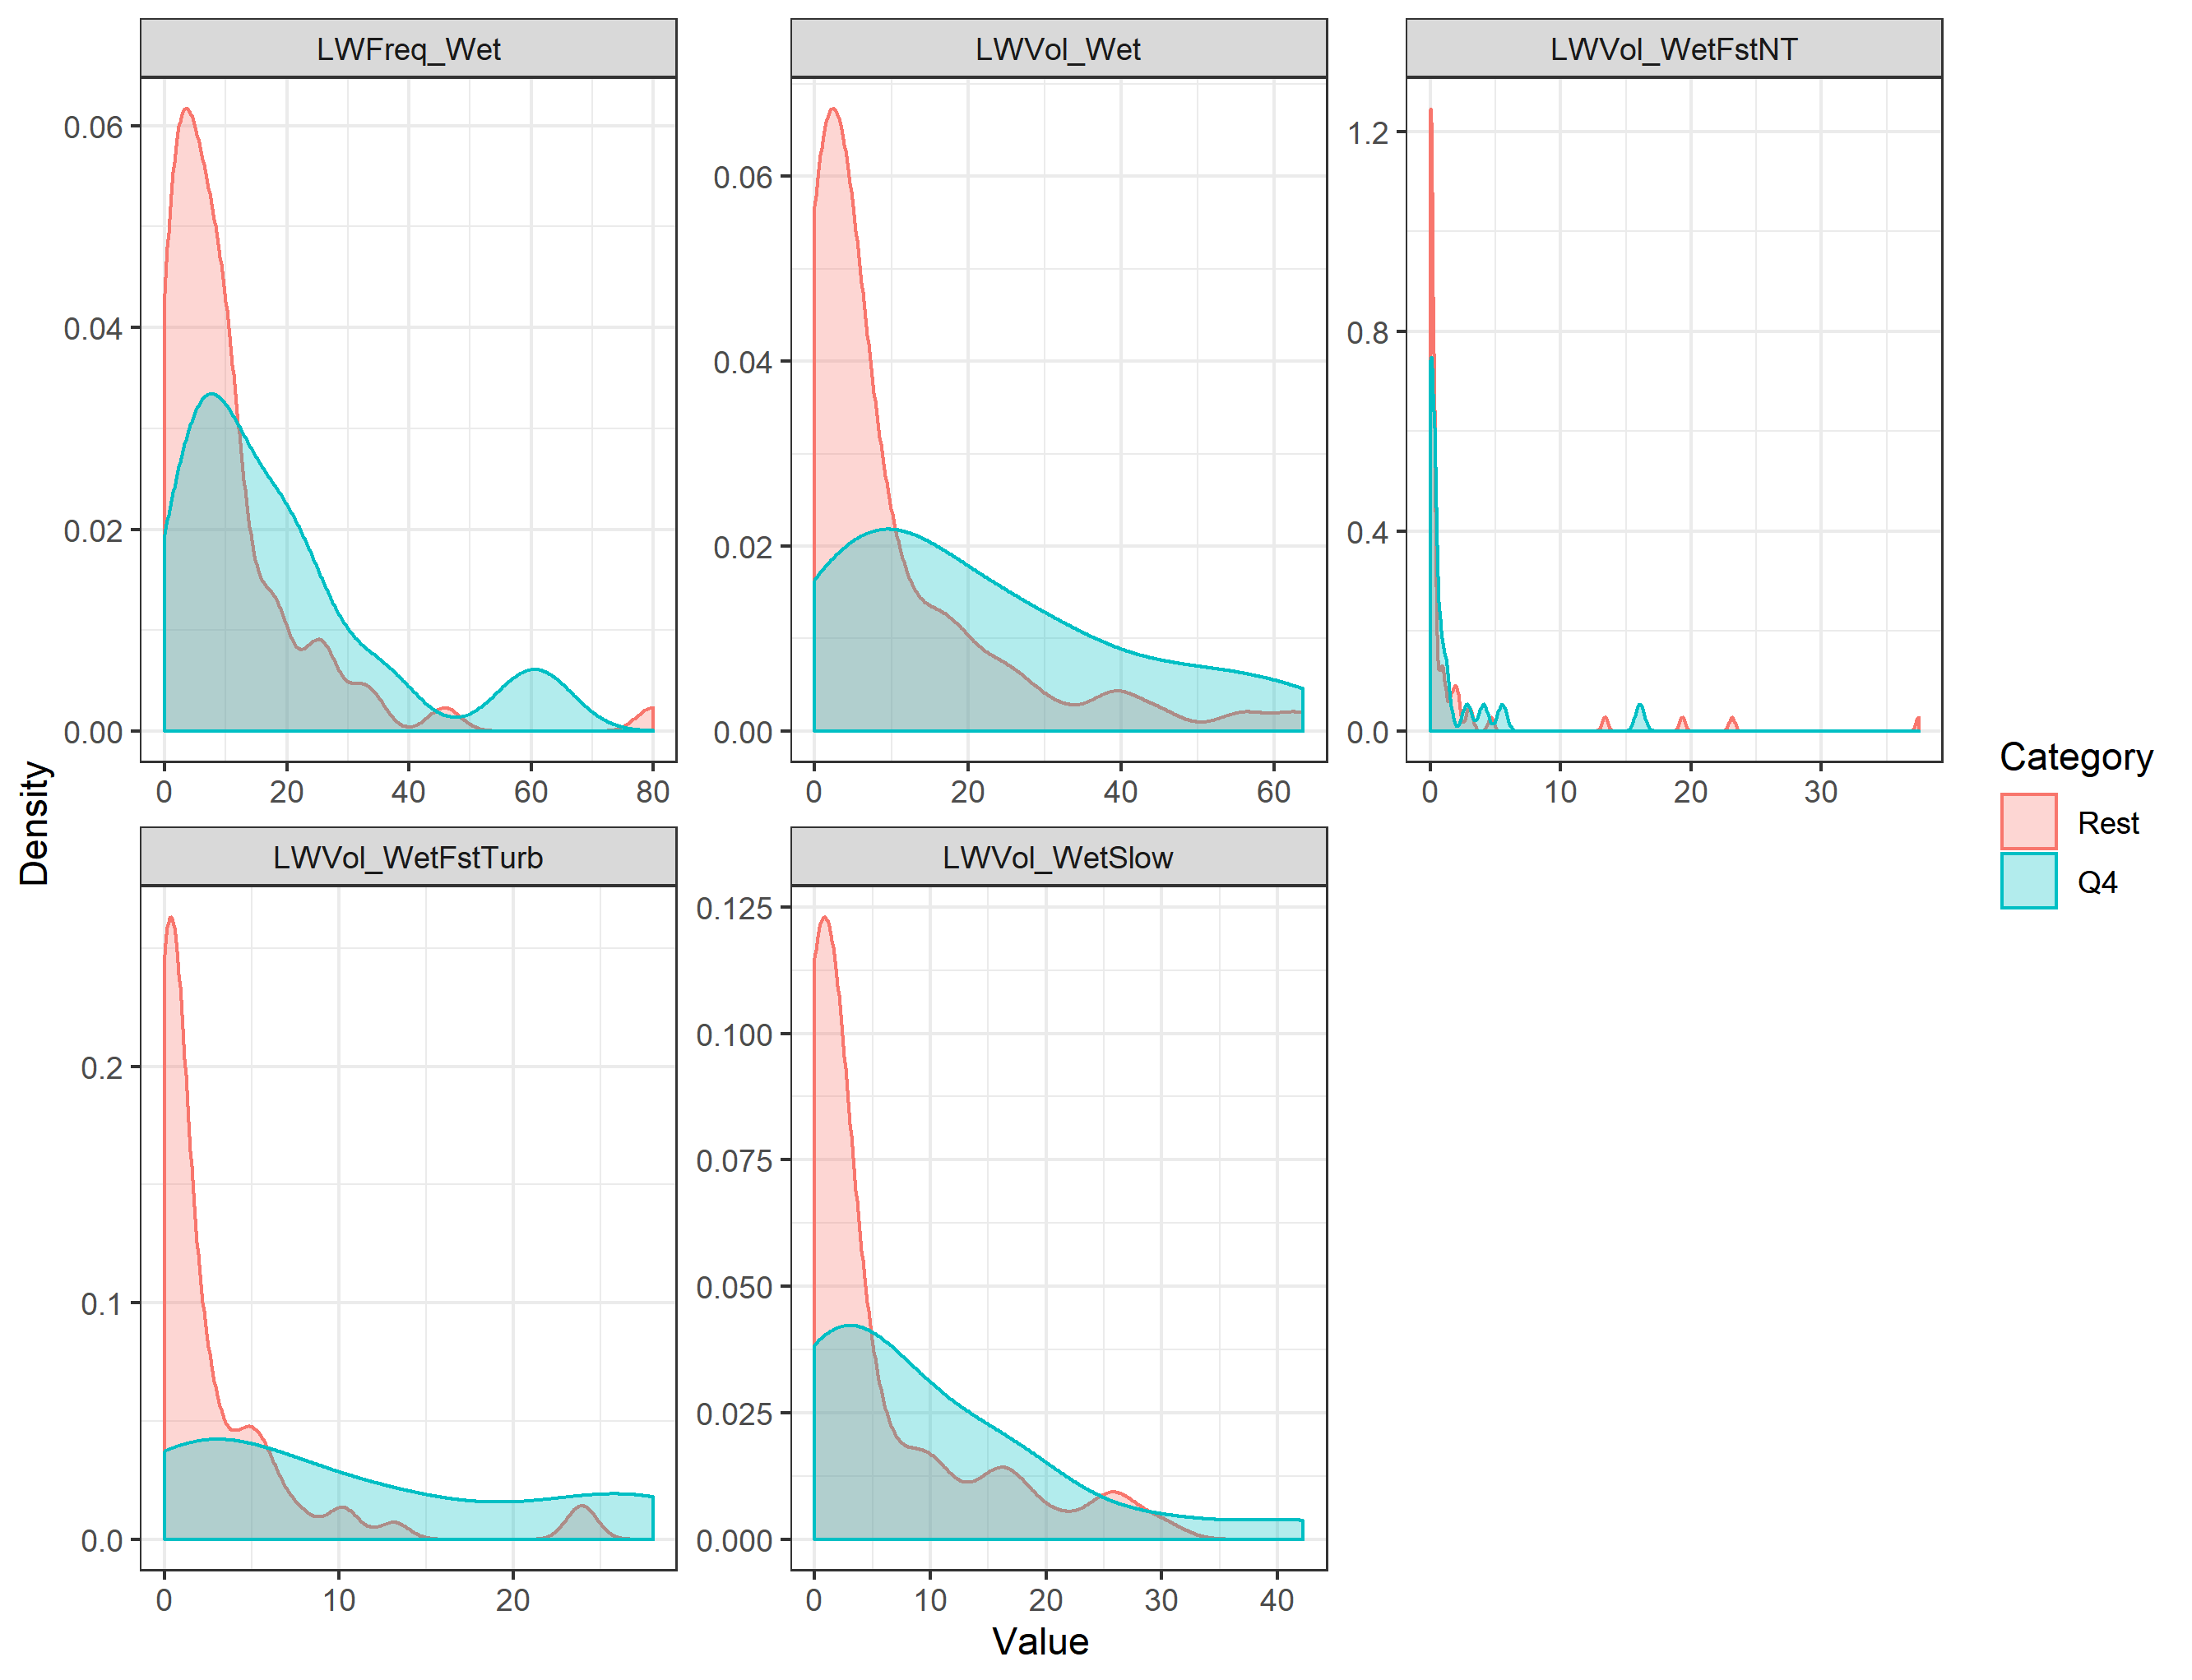 LWFreq_Wet
LWVol_Wet
LWVol_WetFstNT
0.06
0.04
0.02
0.00
0 20 40 60 80
0.06
0.04
0.02
0.00
0 20 40 60
1.2
0.8
0.4
0.0
0 10 20 30
LWVol_WetFstTurb
LWVol_WetSlow
0.2
0.1
0.0
0 10 20
0.125
0.100
0.075
0.050
0.025
0.000
0 10 20 30 40
Density
Value
Category
Rest
Q4